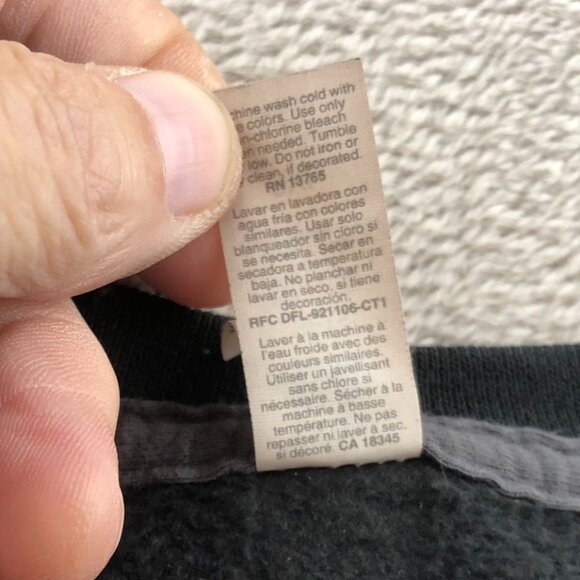 hine wash cold with
e colors. Use only
n-chlorine bleach
en needed. Tumble
low. Do not iron or
clean, if decorated.
RN 13765
Lavar en lavadora con
agua fría con colores
similares. Usar solo
blanqueador sin cloro si
se necesita. Secar en
secadora a temperatura
baja. No planchar ni
lavar en seco, si tiene
decoración.
RFC DFL-921106-CT1
Laver à la machine à
l'eau froide avec des
couleurs similaires.
Utiliser un javellisant
sans chlore si
nécessaire. Sécher à la
machine à basse
température. Ne pas
repasser ni laver à sec.
si décoré. CA 18345